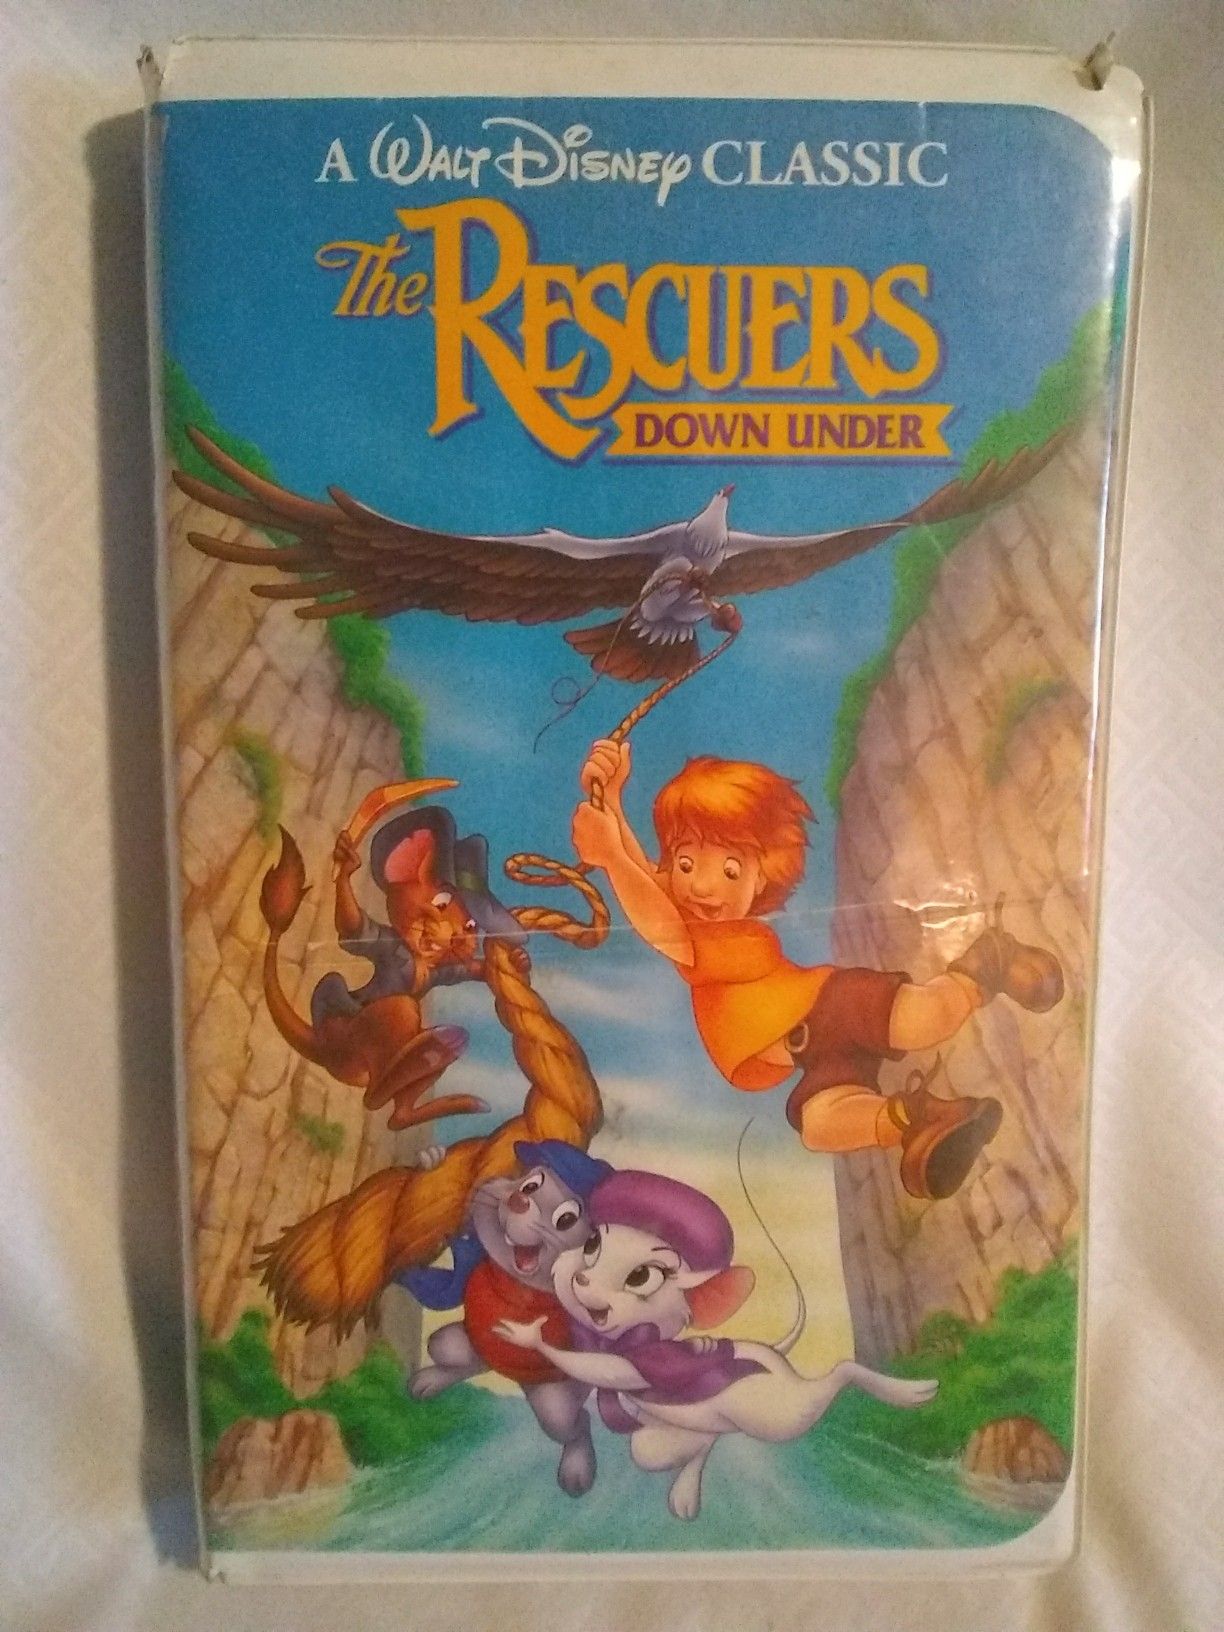 A WALT DISNEY CLASSIC
The RESCUERS
DOWN UNDER